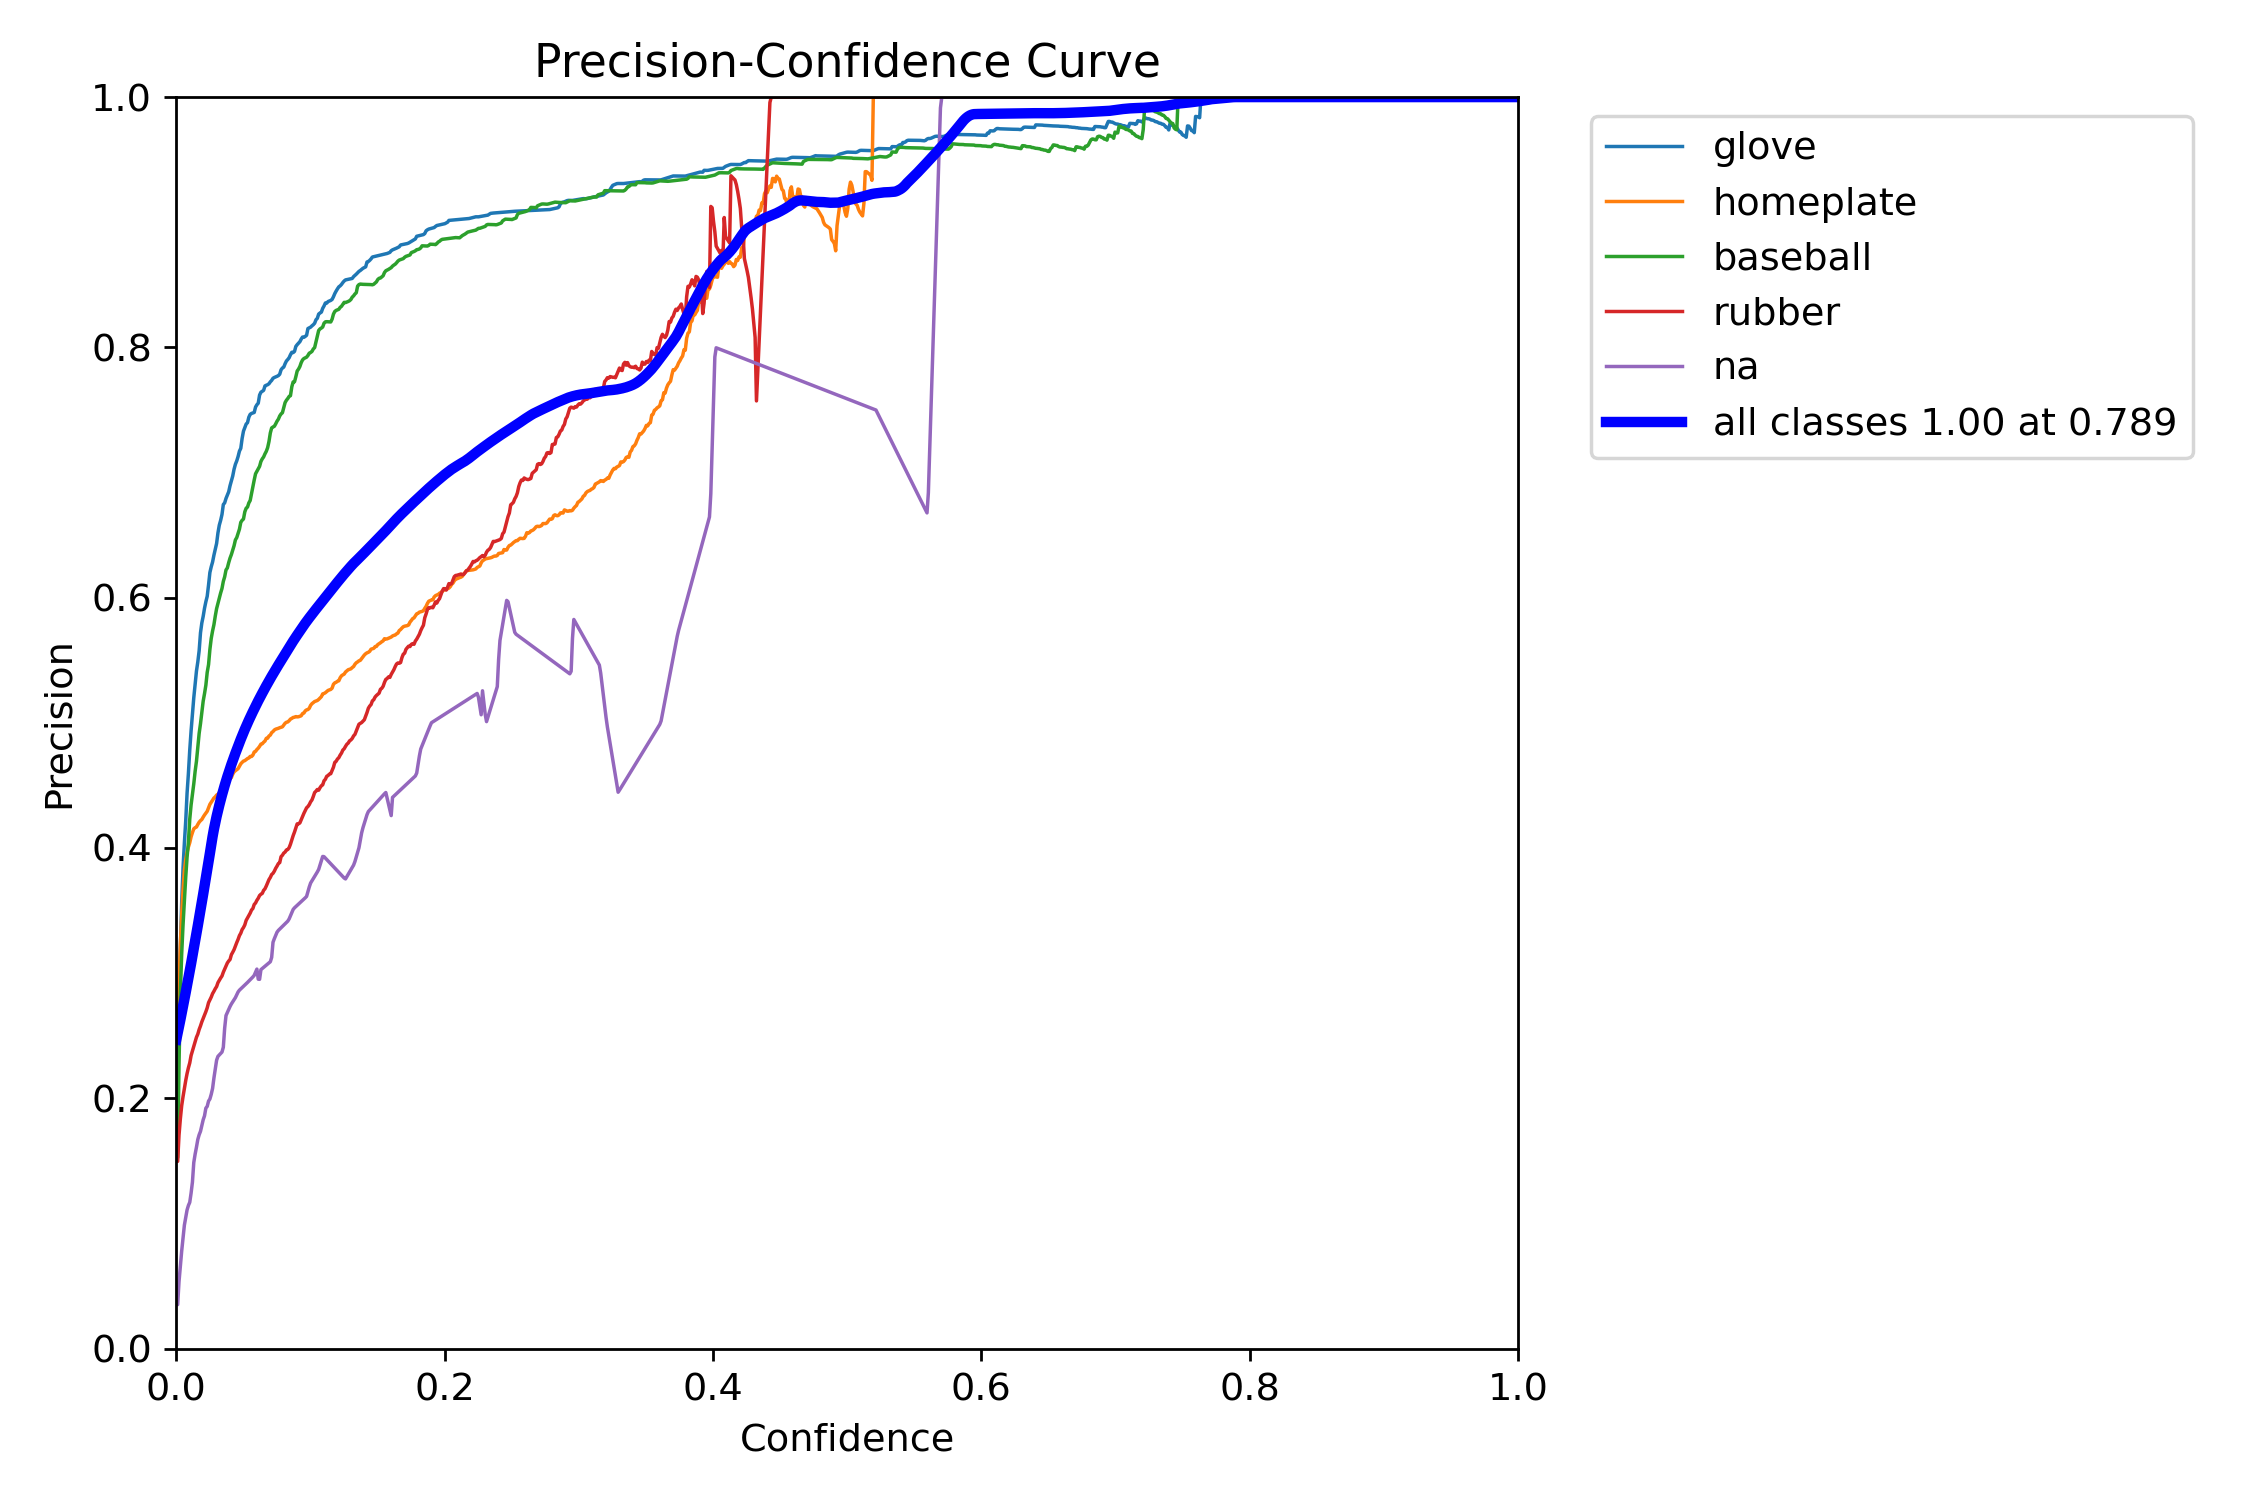 Precision-Confidence Curve
1.0
0.8
0.6
0.4
0.2
0.0
Precision
0.0 0.2 0.4 0.6 0.8 1.0
Confidence
glove
homeplate
baseball
rubber
na
all classes 1.00 at 0.789